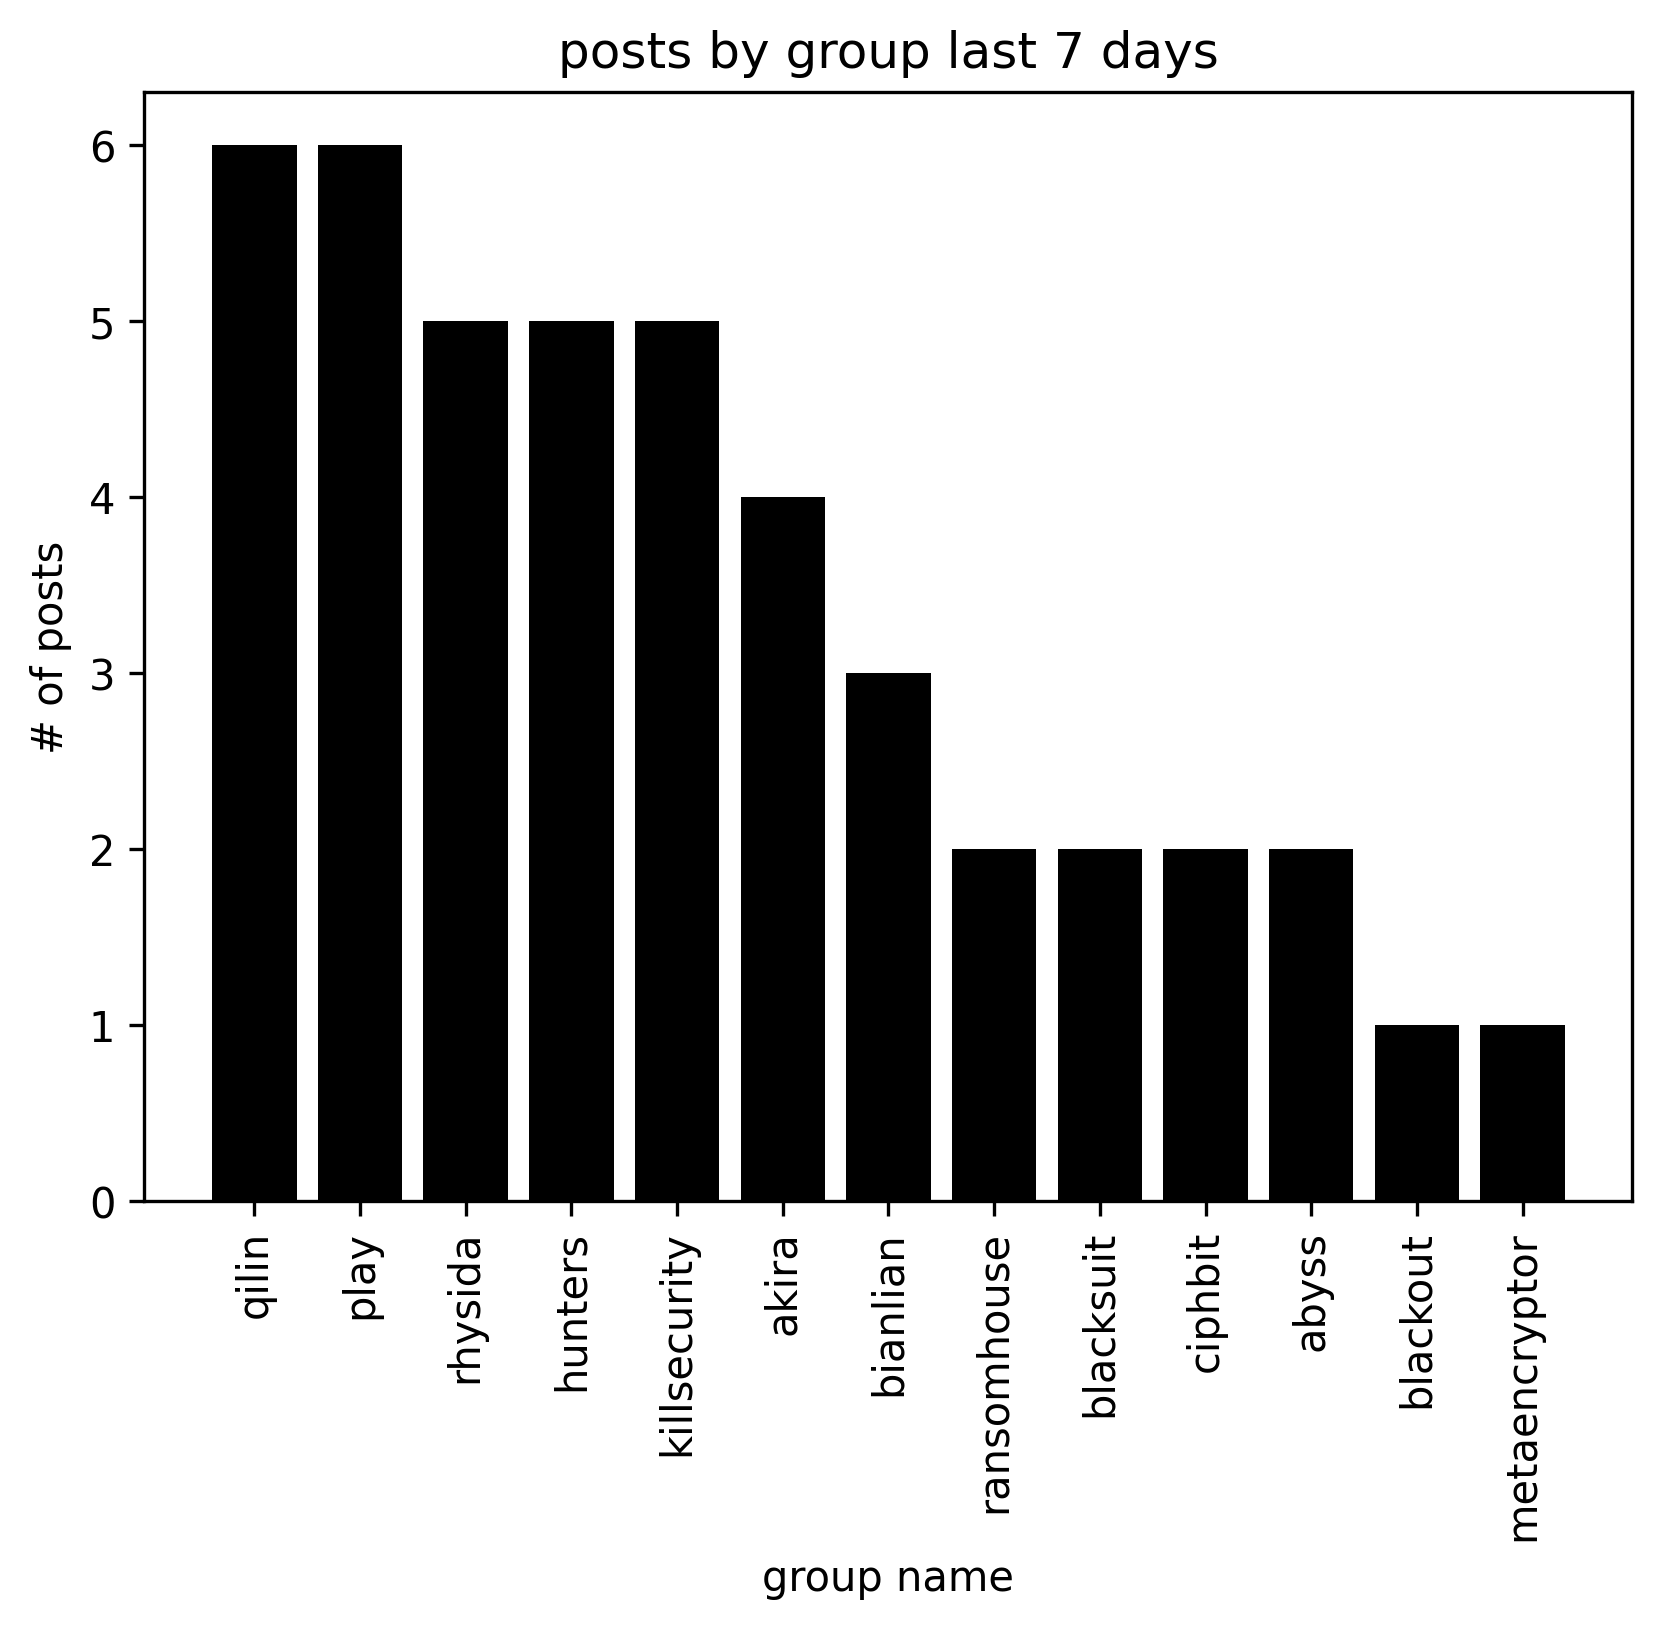 posts by group last 7 days
6
5
4
3
2
1
0
# of posts
qilin
play
rhysida
hunters
killsecurity
akira
bianlian
ransomhouse
blacksuit
ciphbit
abyss
blackout
metaencryptor
group name